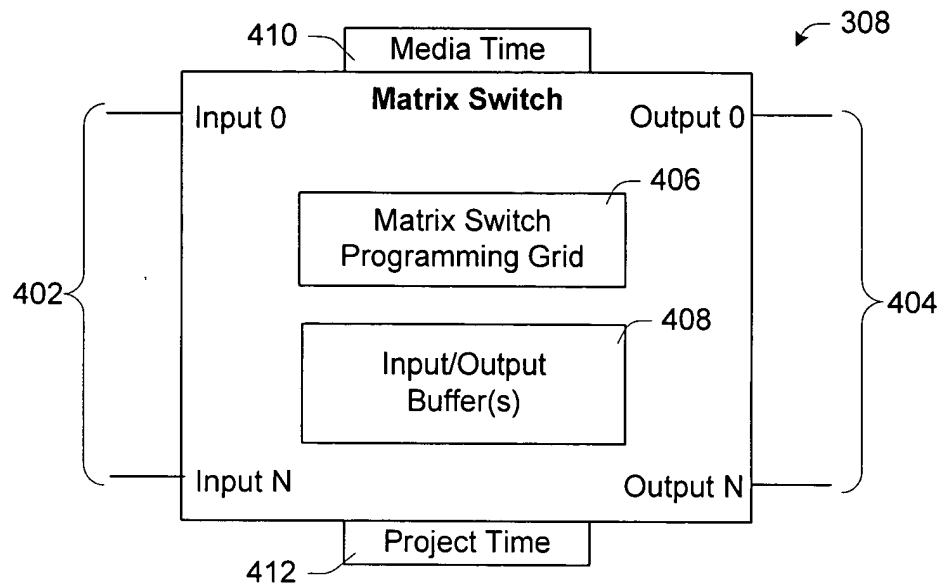 410
Media Time
308
Matrix Switch
Input 0
Output 0
406
Matrix Switch
Programming Grid
402
404
408
Input/Output
Buffer(s)
Input N
Output N
Project Time
412